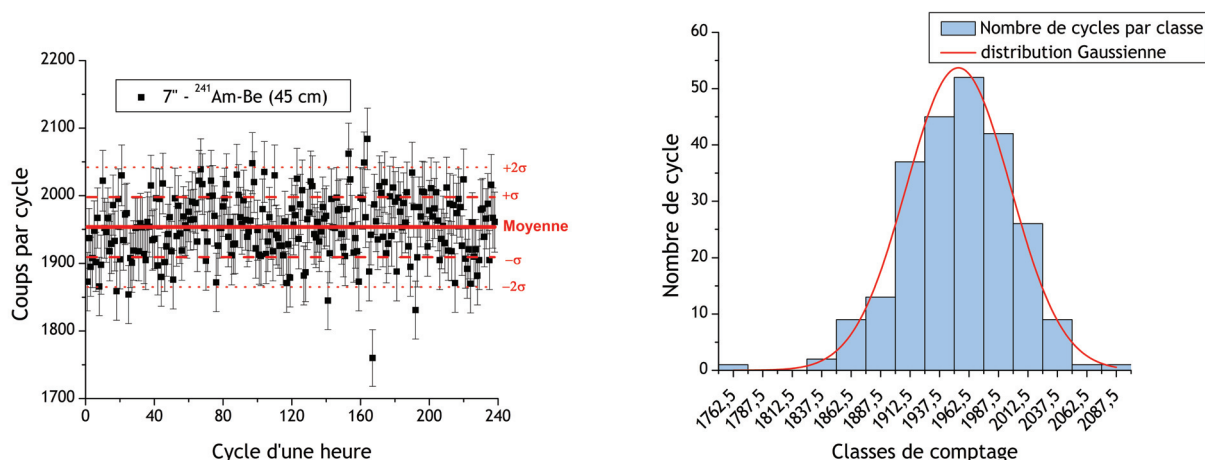 2200
2100
2000
1900
1800
1700
Coups par cycle
7" - ²⁴¹Am-Be (45 cm)
+2σ
+σ
Moyenne
−σ
−2σ
0 40 80 120 160 200 240
Cycle d'une heure
60
50
40
30
20
10
0
Nombre de cycle
Nombre de cycles par classe
distribution Gaussienne
1762,5 1787,5 1812,5 1837,5 1862,5 1887,5 1912,5 1937,5 1962,5 1987,5 2012,5 2037,5 2062,5 2087,5
Classes de comptage